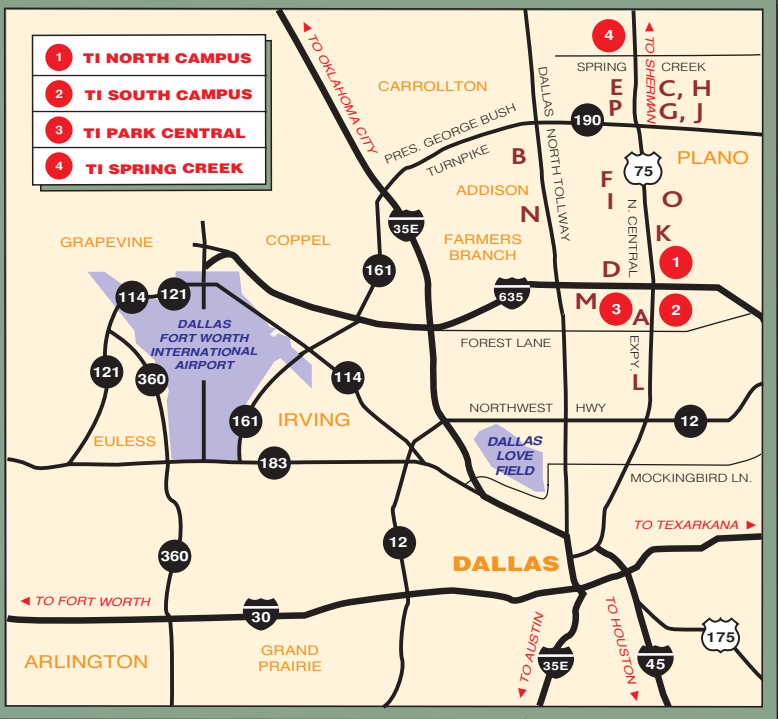 1 TI NORTH CAMPUS
2 TI SOUTH CAMPUS
3 TI PARK CENTRAL
4 TI SPRING CREEK
TO OKLAHOMA CITY
CARROLLTON
PRES. GEORGE BUSH
TURNPIKE
DALLAS NORTH TOLLWAY
4
TO SHERMAN
SPRING CREEK
E
P
C, H
G, J
190
PLANO
75
B
ADDISON
N
F
I
O
K
N. CENTRAL EXPY.
FARMERS
BRANCH
35E
GRAPEVINE
COPPEL
161
D
1
635
M
3
A
2
114
121
DALLAS
FORT WORTH
INTERNATIONAL
AIRPORT
FOREST LANE
L
121
360
114
161
IRVING
NORTHWEST HWY
12
EULESS
183
DALLAS
LOVE
FIELD
MOCKINGBIRD LN.
TO TEXARKANA
360
12
DALLAS
TO FORT WORTH
30
TO AUSTIN
TO HOUSTON
175
ARLINGTON
GRAND
PRAIRIE
35E
45